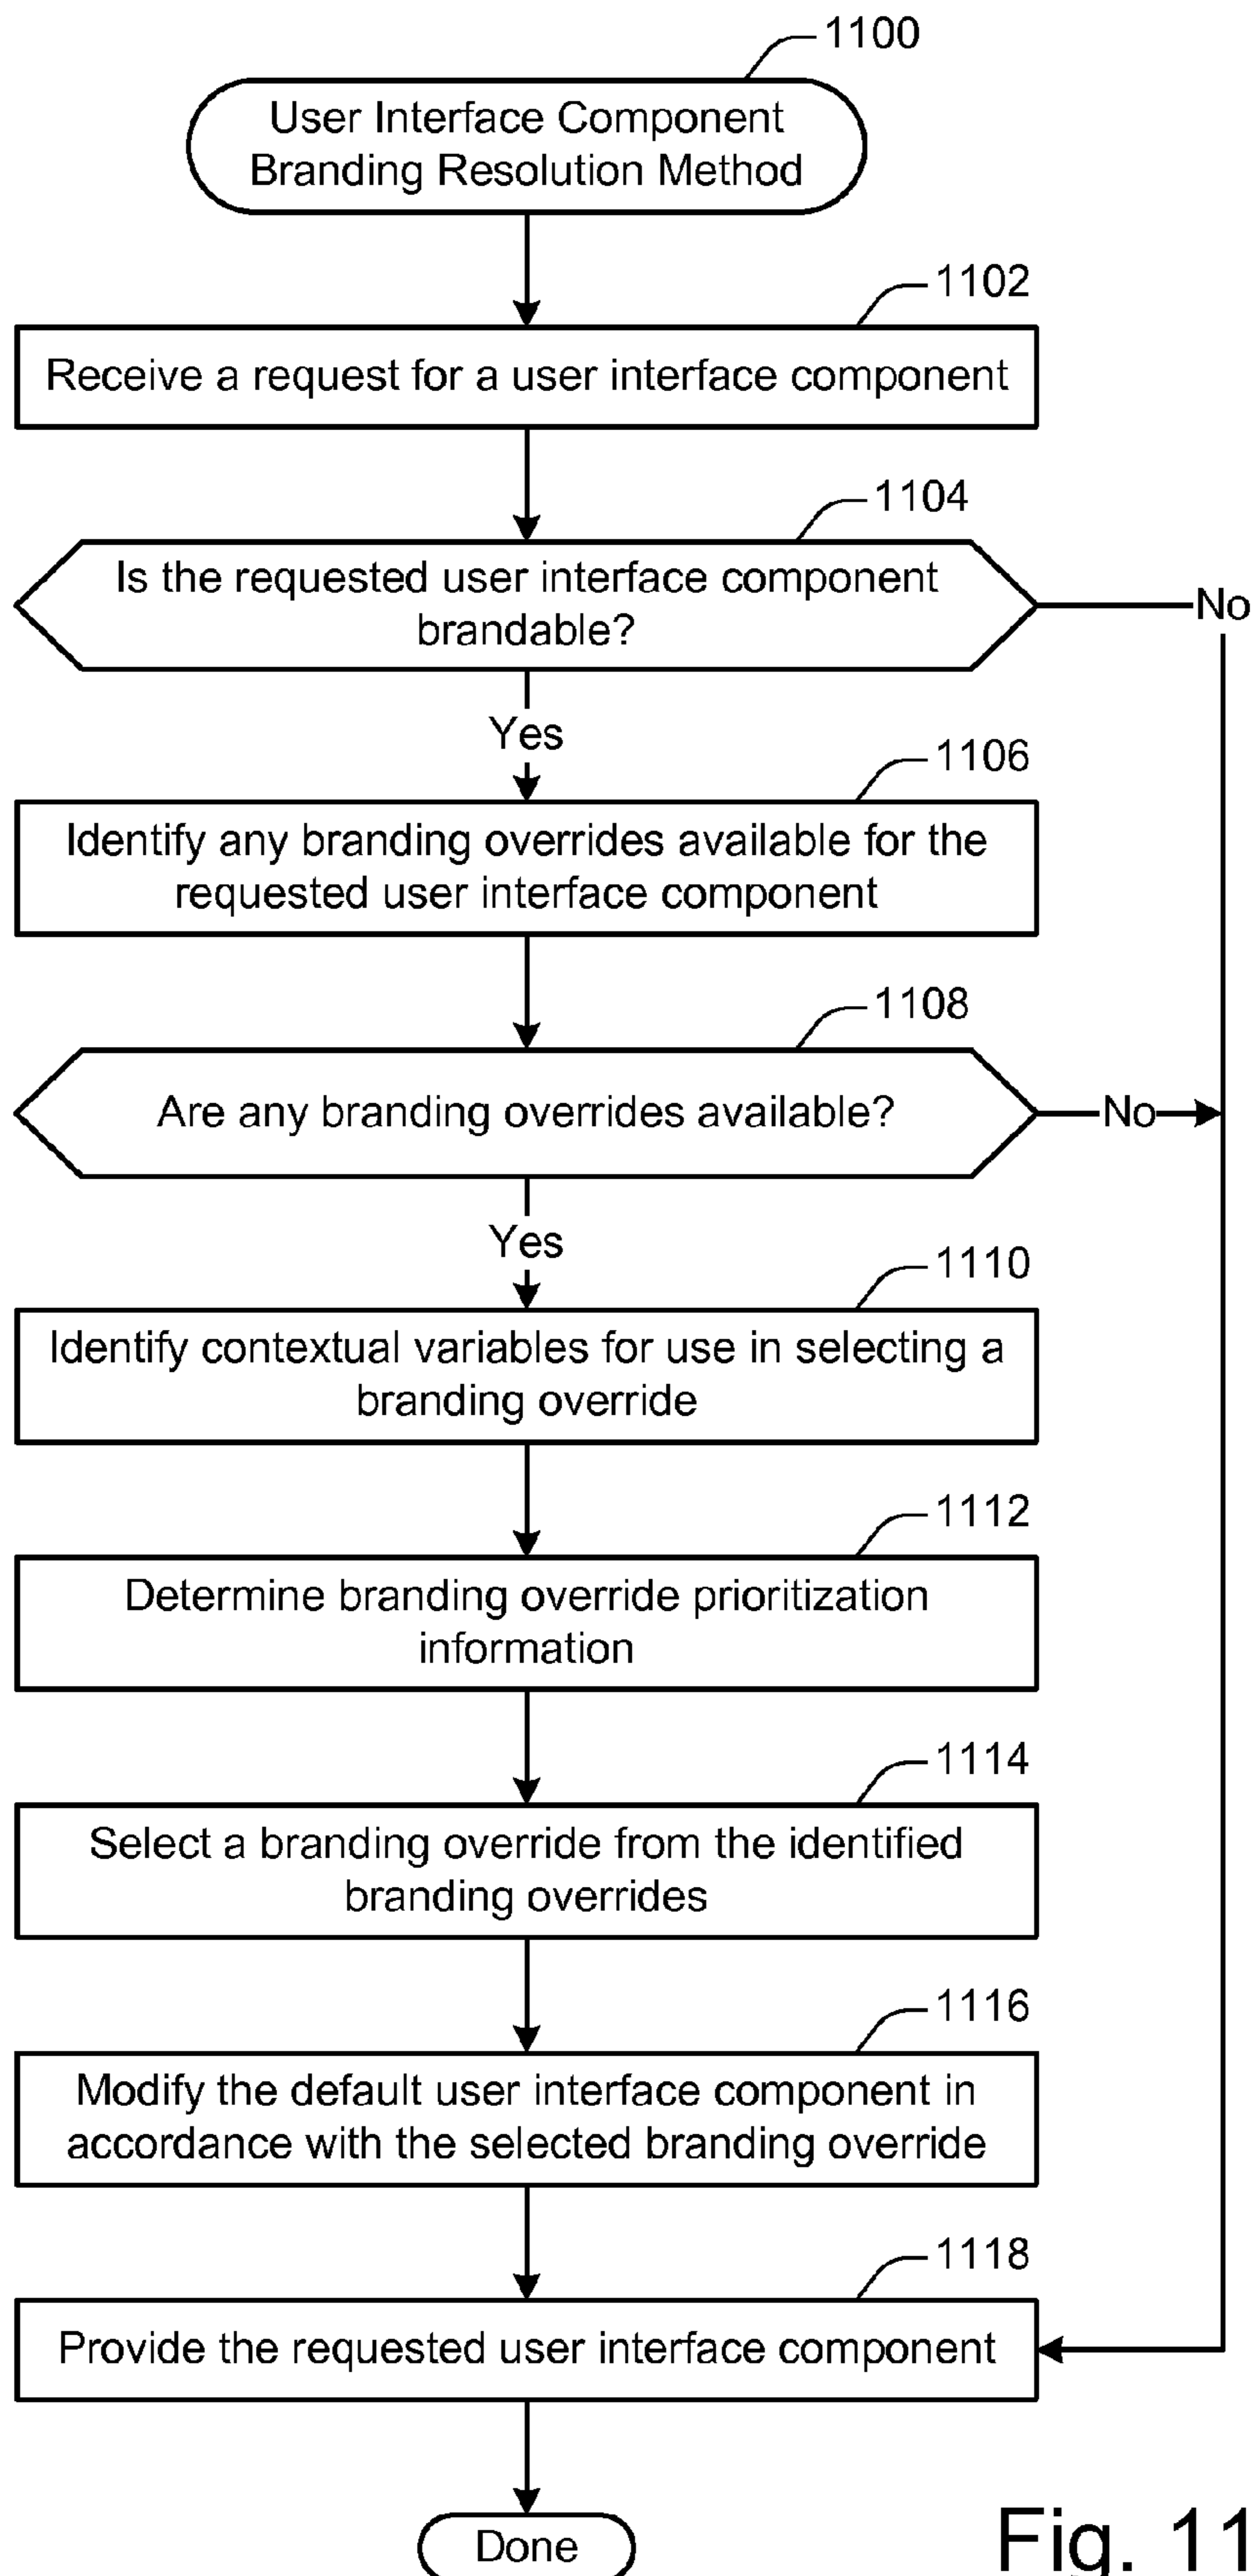 1100
User Interface Component
Branding Resolution Method
1102
Receive a request for a user interface component
1104
Is the requested user interface component
brandable?
No
Yes
1106
Identify any branding overrides available for the
requested user interface component
1108
Are any branding overrides available?
No
Yes
1110
Identify contextual variables for use in selecting a
branding override
1112
Determine branding override prioritization
information
1114
Select a branding override from the identified
branding overrides
1116
Modify the default user interface component in
accordance with the selected branding override
1118
Provide the requested user interface component
Done
Fig. 11